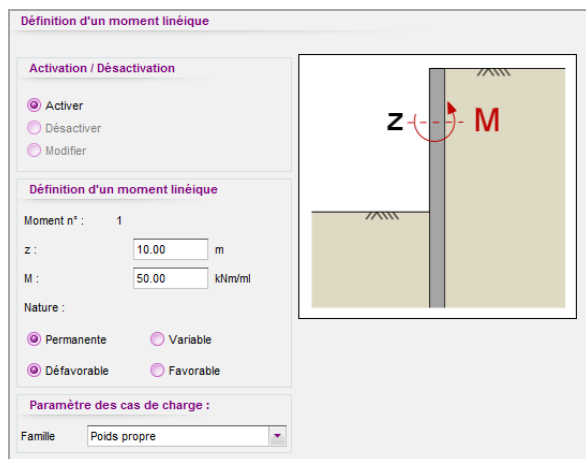 Définition d'un moment linéique
Activation / Désactivation
Activer
Désactiver
Modifier
Définition d'un moment linéique
Moment n° : 1
z : 10.00 m
M : 50.00 kNm/ml
Nature :
Permanente Variable
Défavorable Favorable
Paramètre des cas de charge :
Famille Poids propre
z M